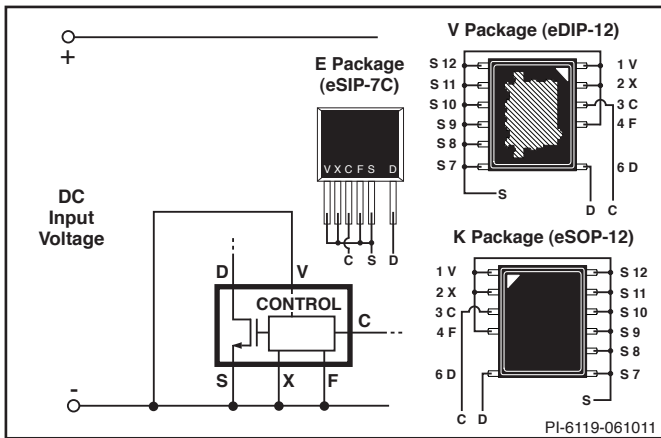 V Package (eDIP-12)
E Package
(eSIP-7C)
+
S 12
S 11
S 10
S 9
S 8
S 7
1 V
2 X
3 C
4 F
6 D
S
D
C
V X C F S D
C S D
DC
Input
Voltage
K Package (eSOP-12)
1 V
2 X
3 C
4 F
6 D
S 12
S 11
S 10
S 9
S 8
S 7
S
C D
D
V
CONTROL
C
S
X
F
-
PI-6119-061011